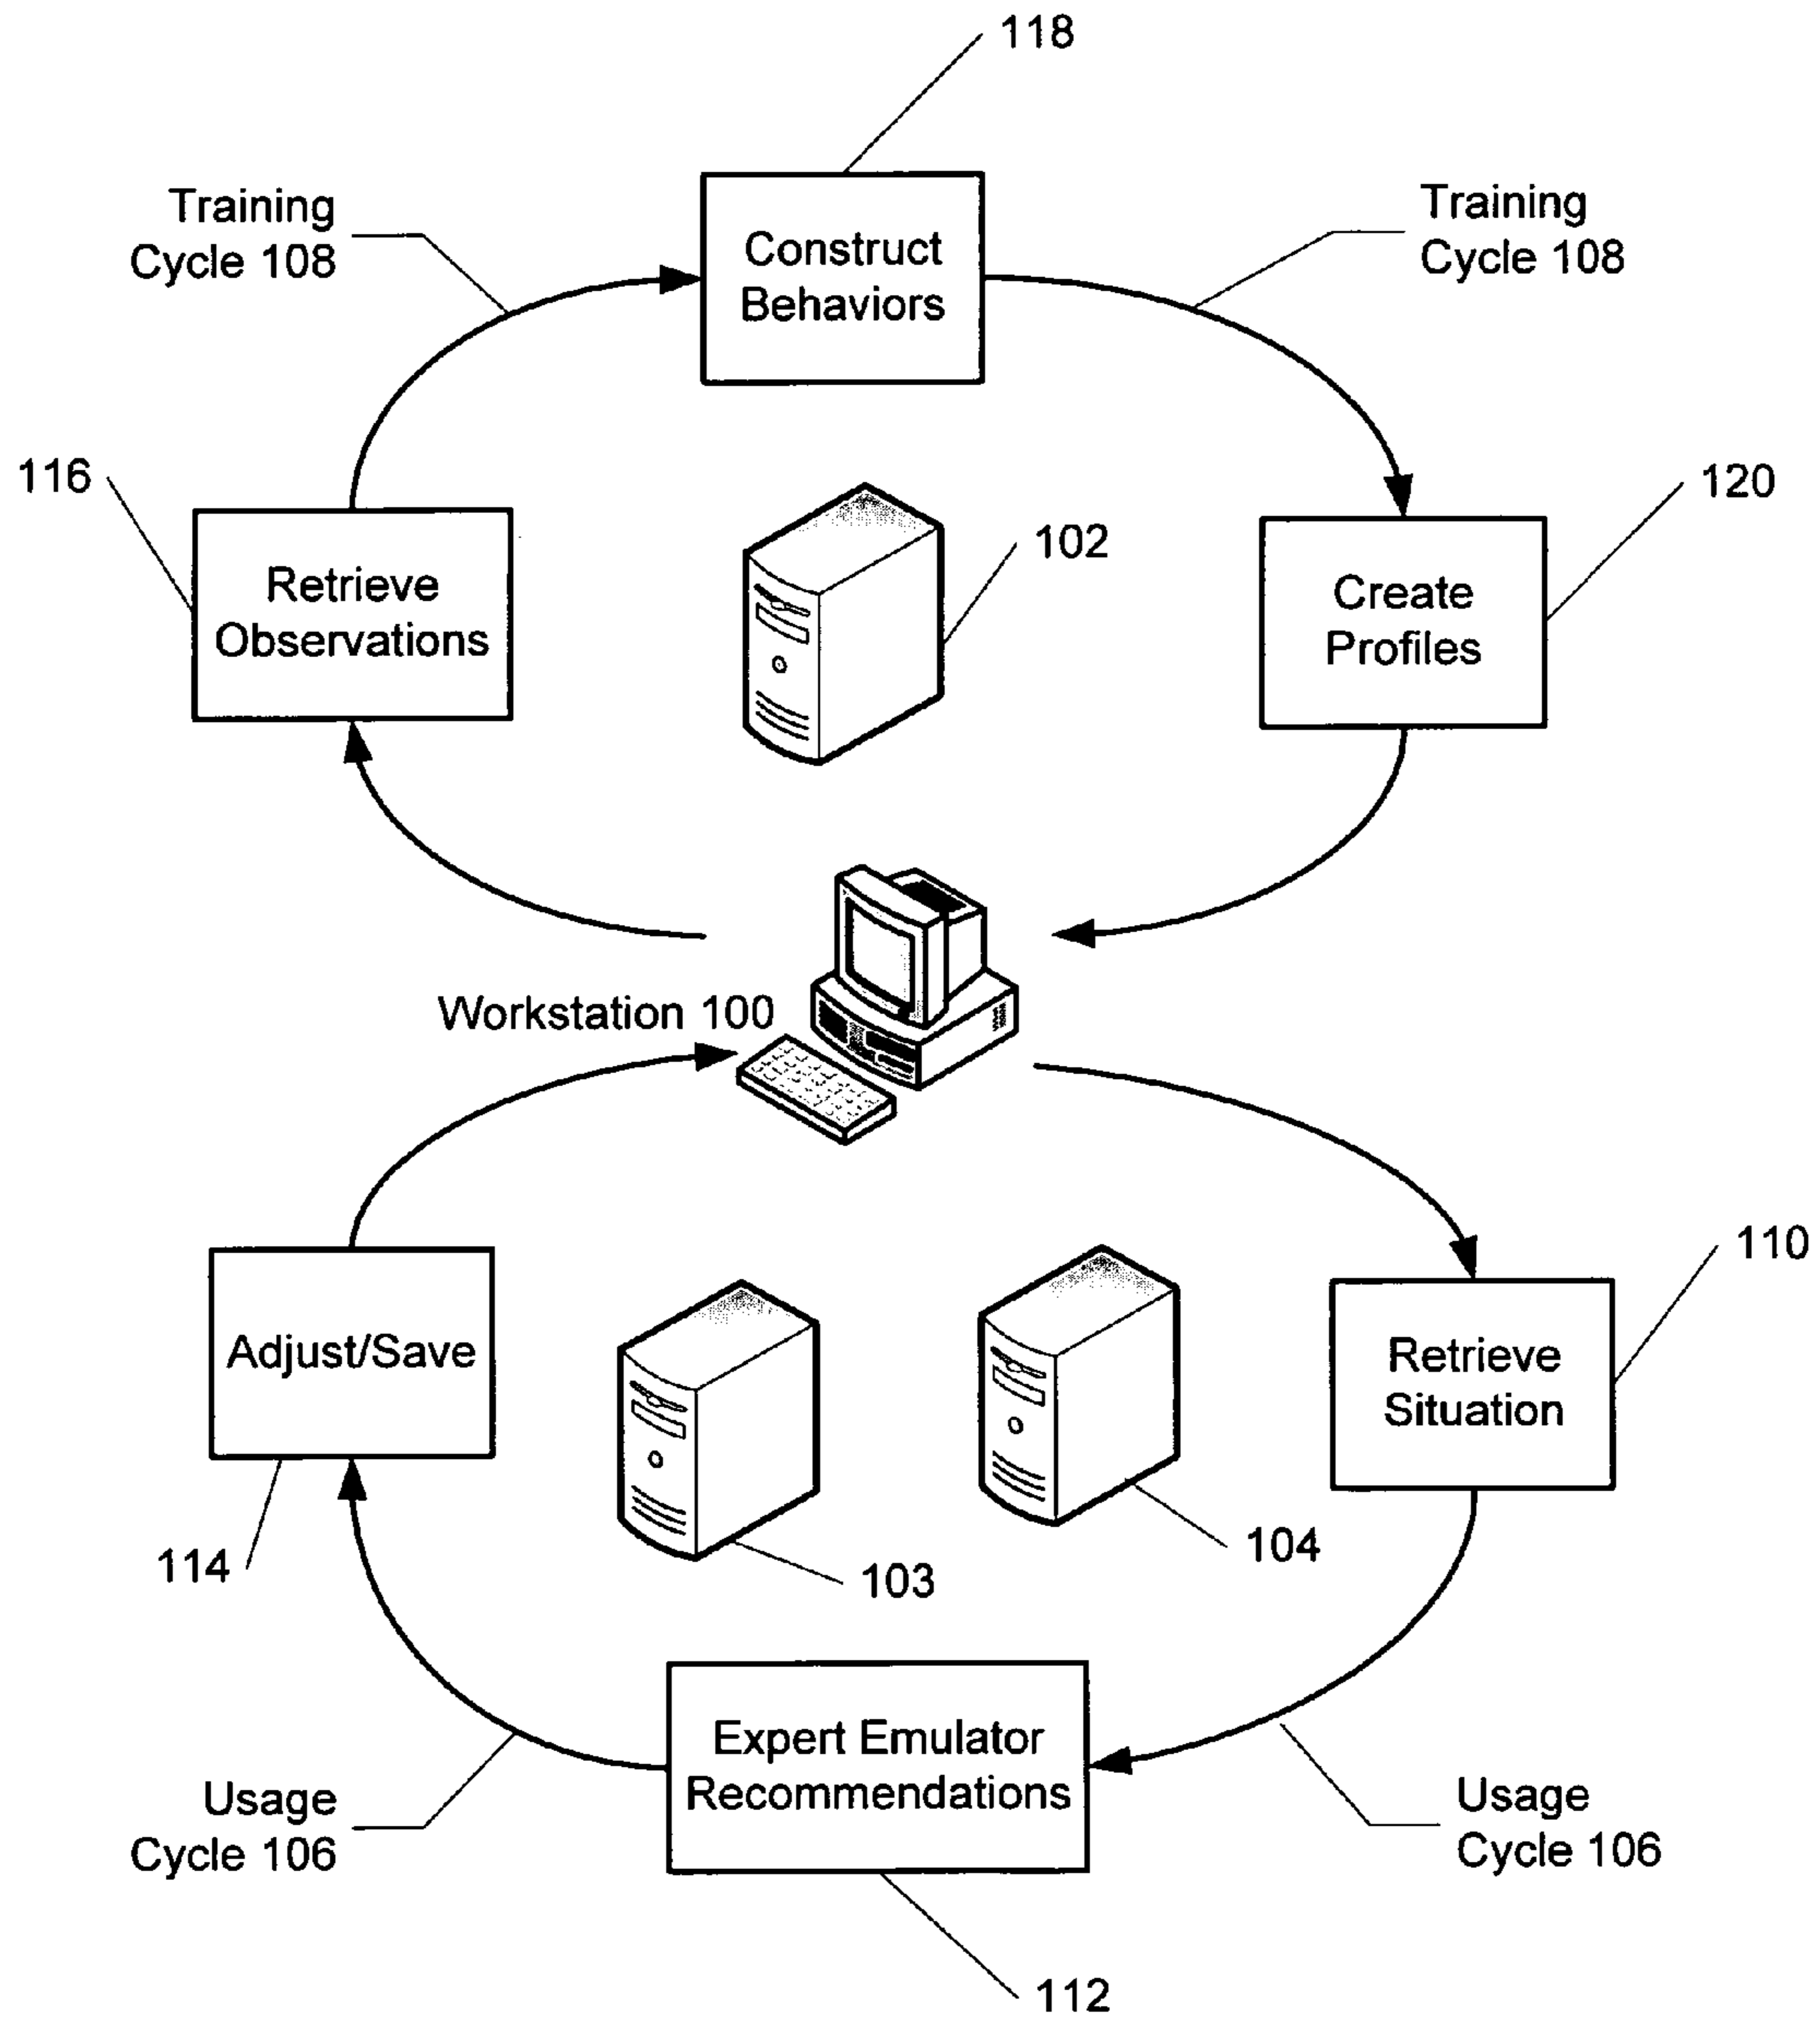 118
Training
Cycle 108
Training
Cycle 108
Construct
Behaviors
116
120
102
Retrieve
Observations
Create
Profiles
Workstation 100
110
Adjust/Save
Retrieve
Situation
114
103
104
Expert Emulator
Recommendations
Usage
Cycle 106
Usage
Cycle 106
112